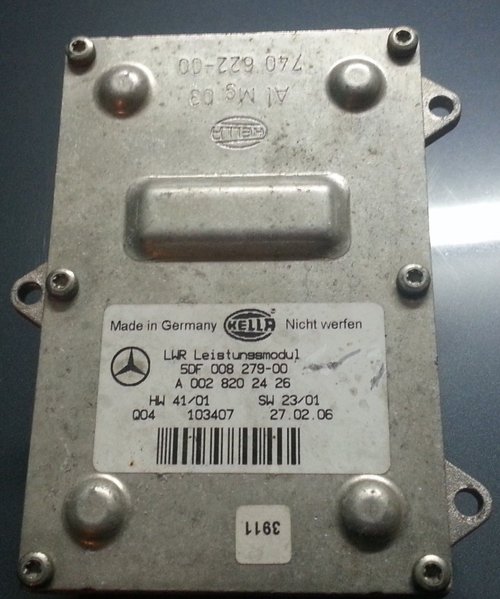 740 622-00
Al Mg 03
HELLA
Made in Germany HELLA Nicht werfen
LWR Leistungsmodul
5DF 008 279-00
A 002 820 24 26
HW 41/01 SW 23/01
Q04 103407 27.02.06
3911